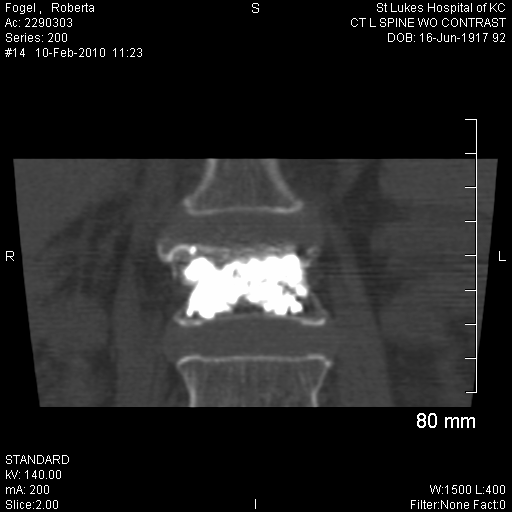 Fogel , Roberta
Ac: 2290303
Series: 200
#14 10-Feb-2010 11:23
S
St Lukes Hospital of KC
CT L SPINE WO CONTRAST
DOB: 16-Jun-1917 92
R
L
80 mm
STANDARD
kV: 140.00
mA: 200
Slice:2.00
I
W:1500 L:400
Filter:None Fact:0